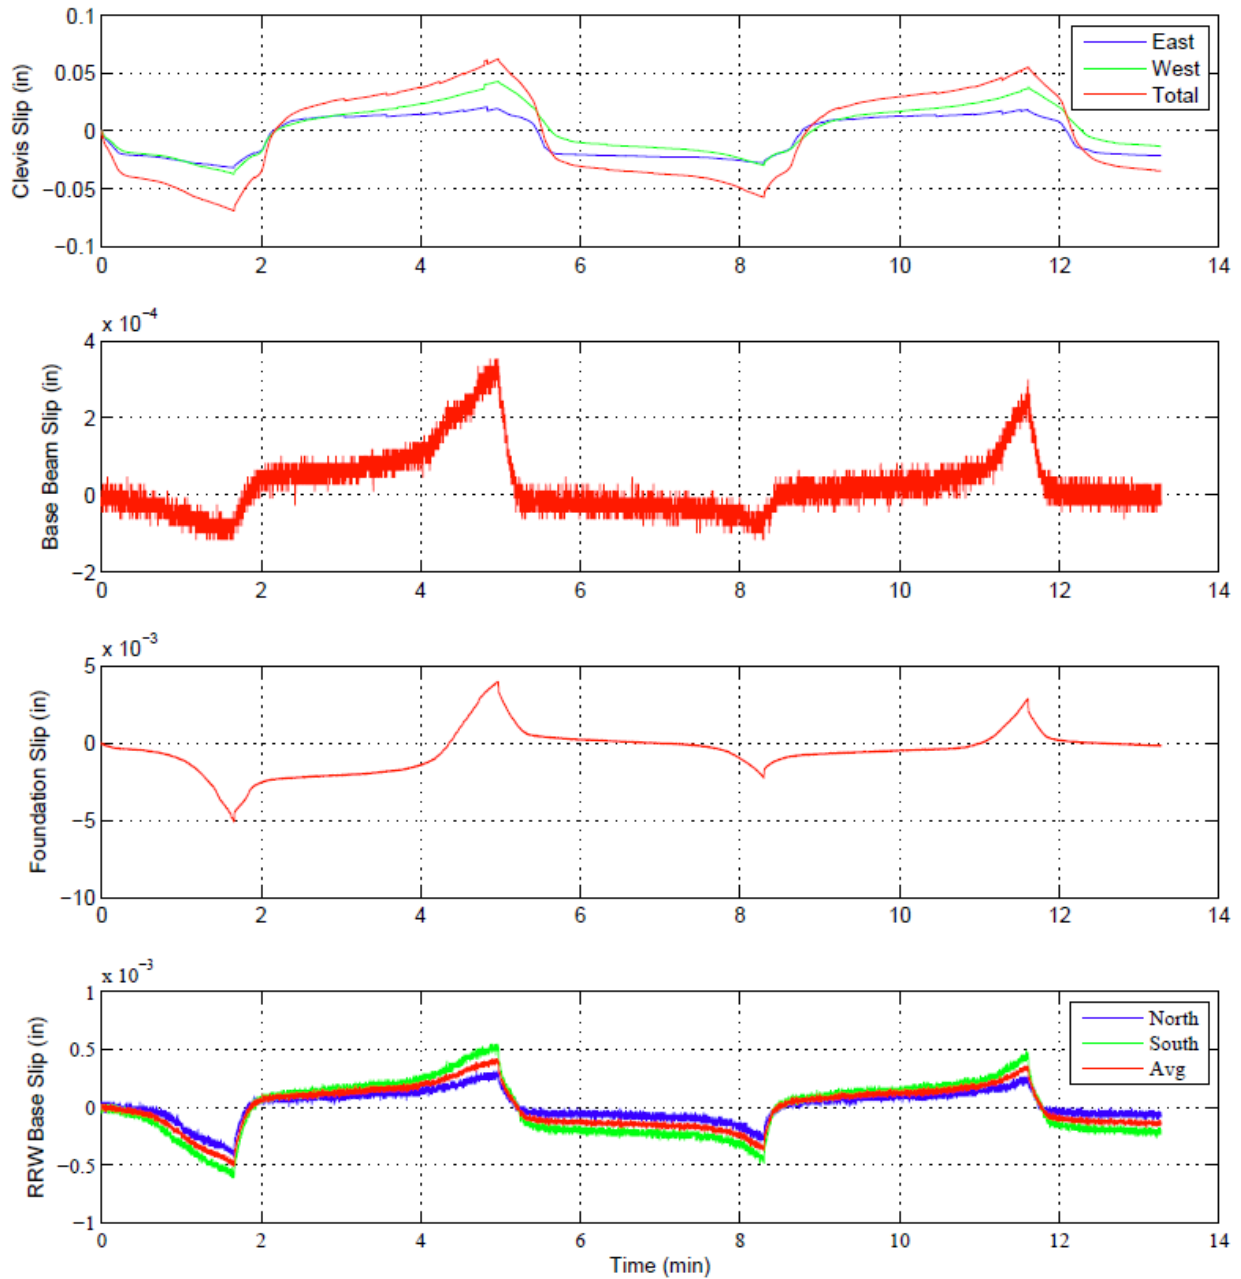 Clevis Slip (in)
0.1
0.05
0
−0.05
−0.1
East
West
Total
0 2 4 6 8 10 12 14
x 10−4
Base Beam Slip (in)
4
2
0
−2
0 2 4 6 8 10 12 14
x 10−3
Foundation Slip (in)
5
0
−5
−10
0 2 4 6 8 10 12 14
x 10−3
RRW Base Slip (in)
1
0.5
0
−0.5
−1
North
South
Avg
0 2 4 6 8 10 12 14
Time (min)